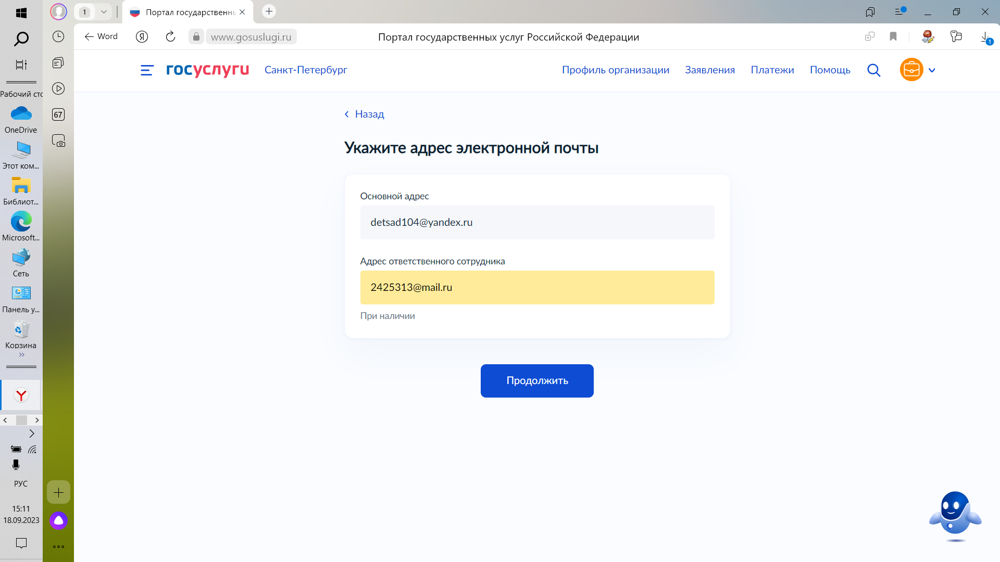 1
Портал государственнь
Word
Я
www.gosuslugi.ru
Портал государственных услуг Российской Федерации
1
госуслуги
Санкт-Петербург
Профиль организации
Заявления
Платежи
Помощь
Назад
Укажите адрес электронной почты
Основной адрес
detsad104@yandex.ru
Адрес ответственного сотрудника
2425313@mail.ru
При наличии
Продолжить
Рабочий сто
OneDrive
Этот ком...
Библиот...
Microsoft...
Сеть
Панель у...
Корзина
РУС
15:11
18.09.2023
67